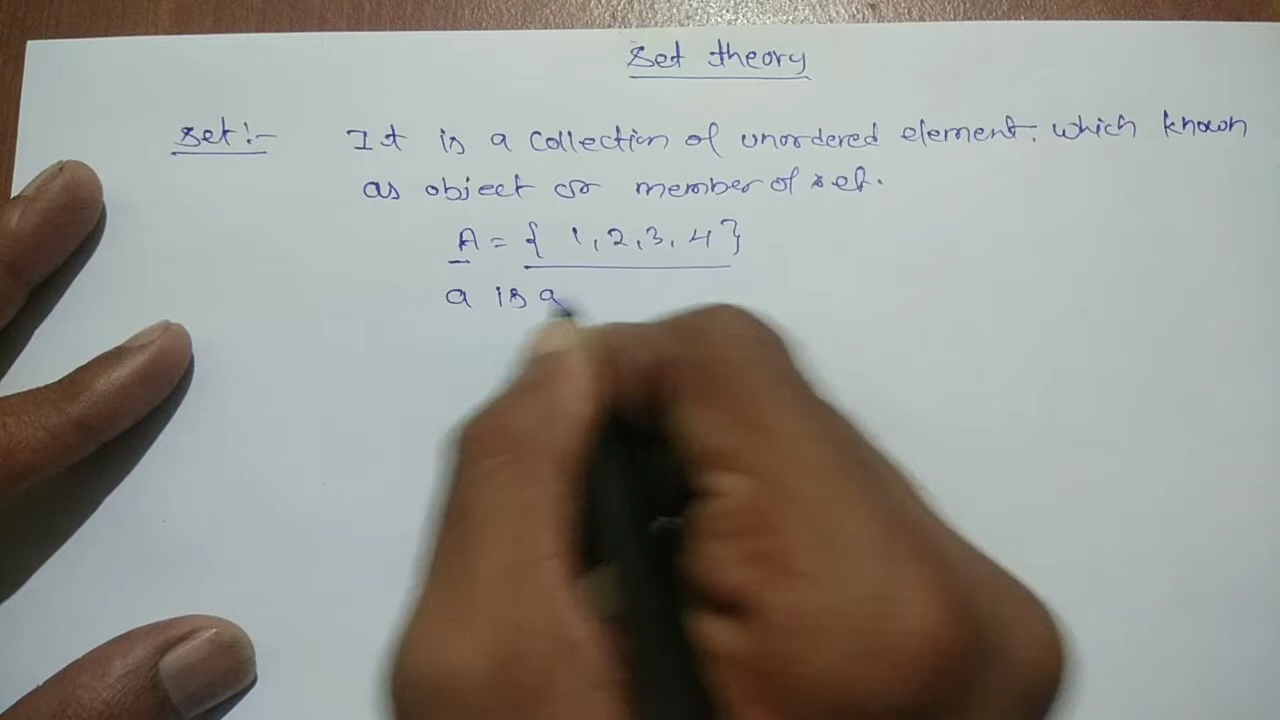 Set theory
Set:- It is a collection of unordered element. which known
as object or member of set.
A = { 1, 2, 3, 4 }
a is a